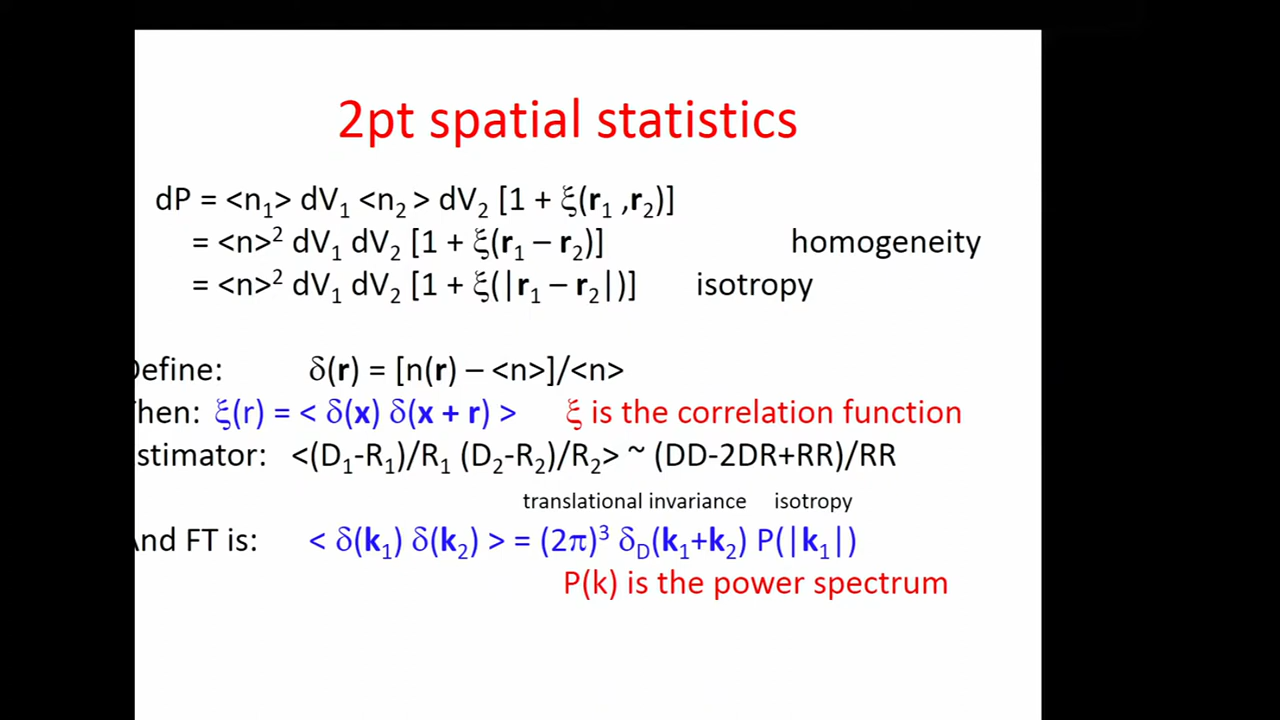 2pt spatial statistics
dP = <n₁> dV₁ <n₂ > dV₂ [1 + ξ(r₁ ,r₂)]
= <n>² dV₁ dV₂ [1 + ξ(r₁ – r₂)] homogeneity
= <n>² dV₁ dV₂ [1 + ξ(|r₁ – r₂|)] isotropy
Define: δ(r) = [n(r) – <n>]/<n>
Then: ξ(r) = < δ(x) δ(x + r) > ξ is the correlation function
stimator: <(D₁-R₁)/R₁ (D₂-R₂)/R₂> ~ (DD-2DR+RR)/RR
translational invariance isotropy
And FT is: < δ(k₁) δ(k₂) > = (2π)³ δ_D(k₁+k₂) P(|k₁|)
P(k) is the power spectrum